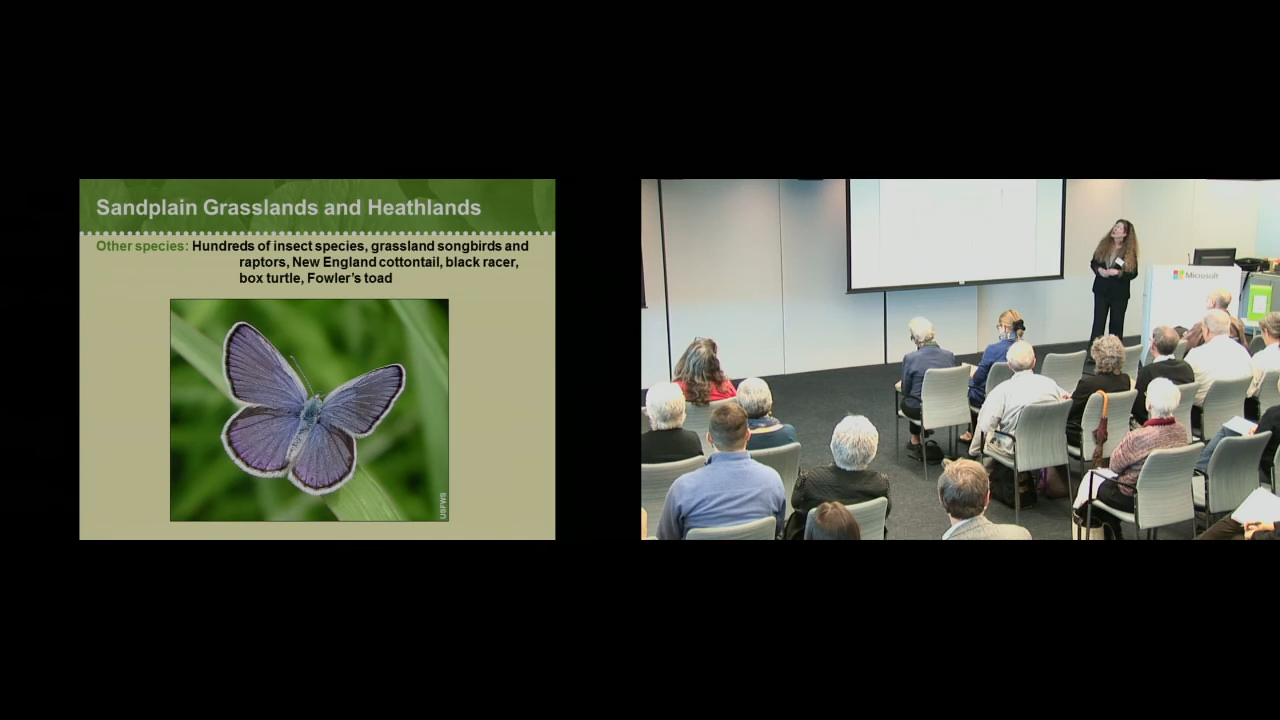 Sandplain Grasslands and Heathlands
Other species: Hundreds of insect species, grassland songbirds and
raptors, New England cottontail, black racer,
box turtle, Fowler's toad
USFWS
Microsoft